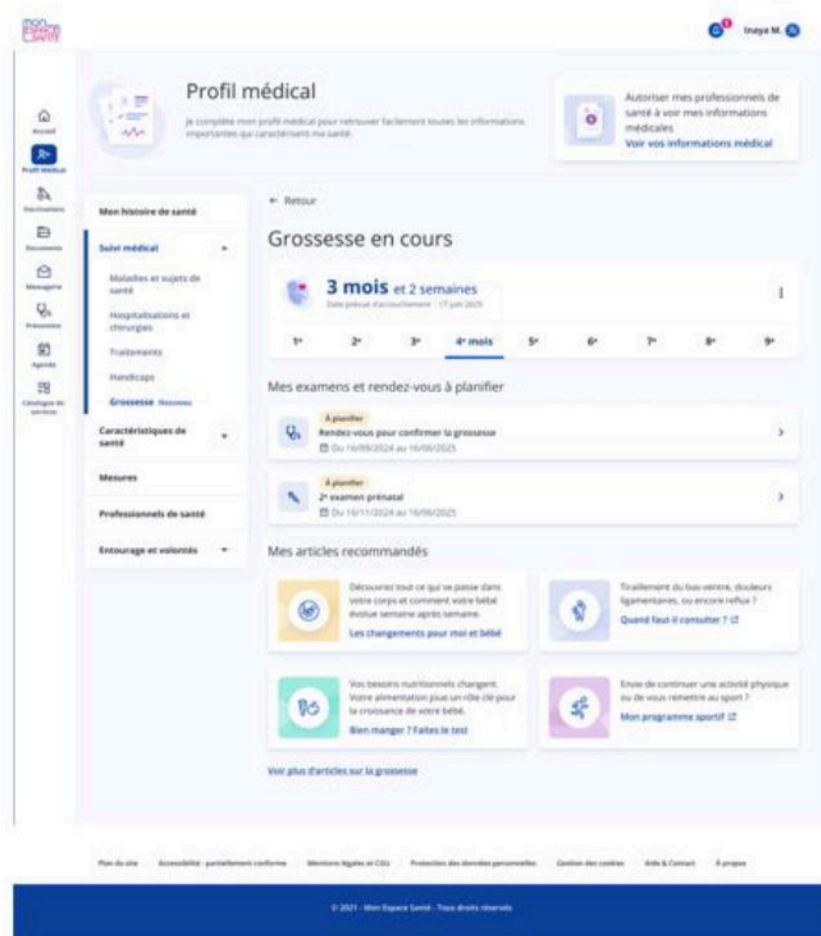 mon
ESPACE
SANTÉ
1
Inaya M.
Accueil
Profil Médical
Vaccinations
Documents
Messagerie
Prévention
Agenda
Catalogue de
services
Profil médical
Je complète mon profil médical pour retrouver facilement toutes les informations
importantes qui caractérisent ma santé.
Autoriser mes professionnels de
santé à voir mes informations
médicales
Voir vos informations médical
Mon histoire de santé
Suivi médical
Maladies et sujets de
santé
Hospitalisations et
chirurgies
Traitements
Handicaps
Grossesse Nouveau
Caractéristiques de
santé
Mesures
Professionnels de santé
Entourage et volontés
← Retour
Grossesse en cours
3 mois et 2 semaines
Date prévue d'accouchement : 17 juin 2025
1ᵉ 2ᵉ 3ᵉ 4ᵉ mois 5ᵉ 6ᵉ 7ᵉ 8ᵉ 9ᵉ
Mes examens et rendez-vous à planifier
À planifier
Rendez-vous pour confirmer la grossesse
Du 16/09/2024 au 16/06/2025
À planifier
2ᵉ examen prénatal
Du 16/11/2024 au 16/06/2025
Mes articles recommandés
Découvrez tout ce qui se passe dans
votre corps et comment votre bébé
évolue semaine après semaine.
Les changements pour moi et bébé
Tiraillement du bas-ventre, douleurs
ligamentaires, ou encore reflux ?
Quand faut-il consulter ?
Vos besoins nutritionnels changent.
Votre alimentation joue un rôle clé pour
la croissance de votre bébé.
Bien manger ? Faites le test
Envie de continuer une activité physique
ou de vous remettre au sport ?
Mon programme sportif
Voir plus d'articles sur la grossesse
Plan du site Accessibilité : partiellement conforme Mentions légales et CGU Protection des données personnelles Gestion des cookies Aide & Contact À propos
© 2021 - Mon Espace Santé - Tous droits réservés